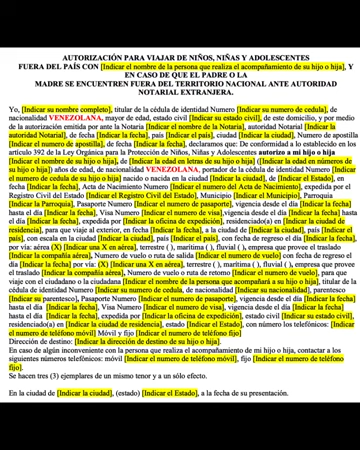 AUTORIZACIÓN PARA VIAJAR DE NIÑOS, NIÑAS Y ADOLESCENTES
FUERA DEL PAÍS CON [Indicar el nombre de la persona que realiza el acompañamiento de su hijo o hija], Y
EN CASO DE QUE EL PADRE O LA
MADRE SE ENCUENTREN FUERA DEL TERRITORIO NACIONAL ANTE AUTORIDAD
NOTARIAL EXTRANJERA.
Yo, [Indicar su nombre completo], titular de la cédula de identidad Numero [Indicar su numero de cedula], de
nacionalidad VENEZOLANA, mayor de edad, estado civil [Indicar su estado civil], de este domicilio, y por medio
de la autorización emitida por ante la Notaria [Indicar el nombre de la Notaria], autoridad Notarial [Indicar la
autoridad Notarial], de fecha [Indicar la fecha], país [Indicar el país], ciudad [Indicar la ciudad], Numero de apostilla
[Indicar el numero de apostilla], de fecha [Indicar la fecha], declaramos que: De conformidad a lo establecido en los
artículo 392 de la Ley Orgánica para la Protección de Niños, Niñas y Adolescentes autorizo a mi hijo o hija
[Indicar el nombre de su hijo o hija], de [Indicar la edad en letras de su hijo o hija] ([Indicar la edad en números de
su hijo o hija]) años de edad, de nacionalidad VENEZOLANA, portador de la cédula de identidad Numero [Indicar
el numero de cedula de su hijo o hija] nacido o nacida en la ciudad [Indicar la ciudad], de [Indicar el Estado], en
fecha [Indicar la fecha], Acta de Nacimiento Numero [Indicar el numero del Acta de Nacimiento], expedida por el
Registro Civil del Estado [Indicar el Registro Civil del Estado], Municipio [Indicar el Municipio], Parroquia
[Indicar la Parroquia], Pasaporte Numero [Indicar el numero de pasaporte], vigencia desde el día [Indicar la fecha]
hasta el día [Indicar la fecha], Visa Numero [Indicar el numero de visa],vigencia desde el día [Indicar la fecha] hasta el
día [Indicar la fecha], expedida por [Indicar la oficina de expedición], residenciado(a) en [Indicar la ciudad de
residencia], para que viaje al exterior, en fecha [Indicar la fecha], a la ciudad de [Indicar la ciudad], país [Indicar el
país], con escala en la ciudad [Indicar la ciudad], país [Indicar el país], con fecha de regreso el día [Indicar la fecha],
por vía: aérea (X) [Indicar una X en aérea], terrestre ( ), marítima ( ), fluvial ( ), empresa que provee el traslado
[Indicar la compañía aérea], Numero de vuelo o ruta de salida [Indicar el numero de vuelo] con fecha de regreso el
día [Indicar la fecha] por vía: (X) [Indicar una X en aérea], terrestre ( ), marítima ( ), fluvial ( ), empresa que provee
el traslado [Indicar la compañía aérea], Numero de vuelo o ruta de retorno [Indicar el numero de vuelo], para que
viaje con el ciudadano o la ciudadana [Indicar el nombre de la persona que acompañará a su hijo o hija], titular de la
cédula de identidad Numero [Indicar su numero de cedula, de nacionalidad [Indicar su nacionalidad], parentesco
[Indicar su parentesco], Pasaporte Numero [Indicar el numero de pasaporte], vigencia desde el día [Indicar la fecha]
hasta el día [Indicar la fecha], Visa Numero [Indicar el numero de visa], vigencia desde el día [Indicar la fecha]
hasta el día [Indicar la fecha], expedida por [Indicar la oficina de expedición], estado civil [Indicar su estado civil],
residenciado(a) en [Indicar la ciudad de residencia], estado [Indicar el Estado], con número los telefónicos: [Indicar
el numero de teléfono móvil] Móvil y fijo [Indicar el numero de teléfono fijo]
Dirección de destino: [Indicar la dirección de destino de su hijo o hija].
En caso de algún inconveniente con la persona que realiza el acompañamiento de mi hijo o hija, contactar a los
siguientes números telefónicos: móvil [Indicar el numero de teléfono móvil], fijo [Indicar el numero de teléfono
fijo].
Se hacen tres (3) ejemplares de un mismo tenor y a un sólo efecto.
En la ciudad de [Indicar la ciudad], (estado) [Indicar el Estado], a la fecha de su presentación.